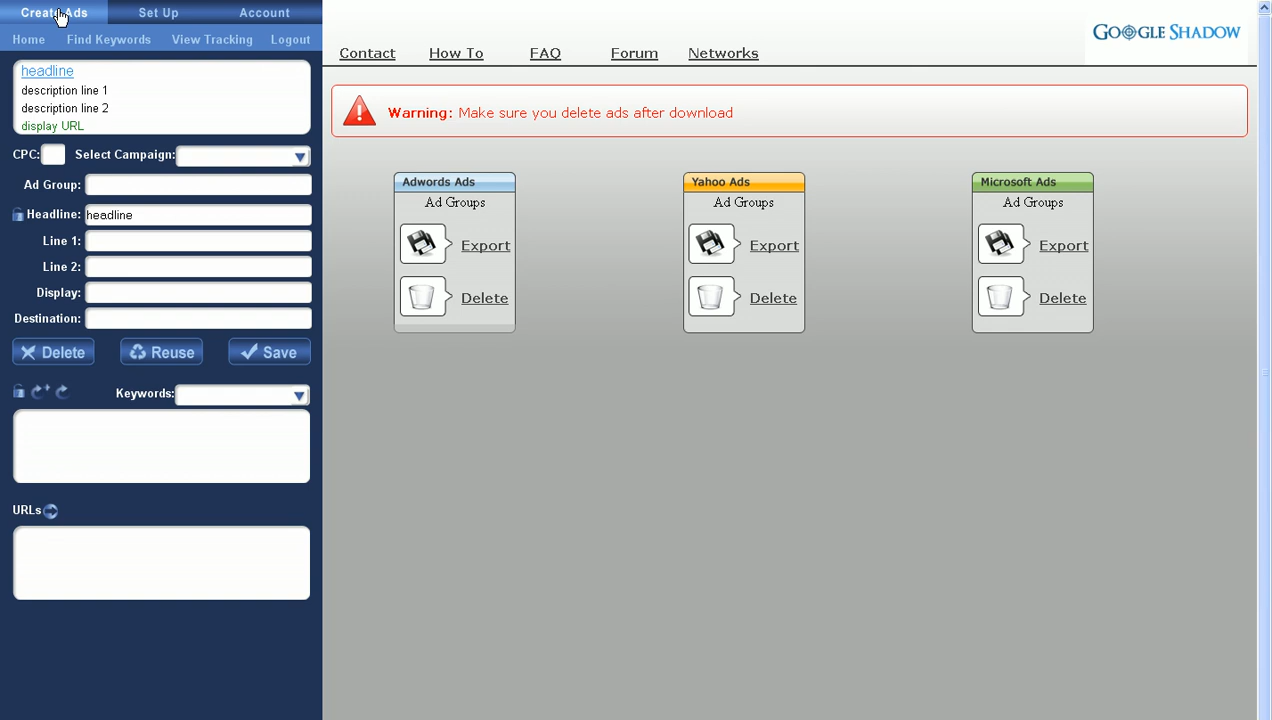 Create Ads Set Up Account
Home Find Keywords View Tracking Logout
headline
description line 1
description line 2
display URL
CPC: Select Campaign:
Ad Group:
Headline: headline
Line 1:
Line 2:
Display:
Destination:
Delete Reuse Save
Keywords:
URLs
Contact How To FAQ Forum Networks
GOOGLE SHADOW
Warning: Make sure you delete ads after download
Adwords Ads
Ad Groups
Export
Delete
Yahoo Ads
Ad Groups
Export
Delete
Microsoft Ads
Ad Groups
Export
Delete